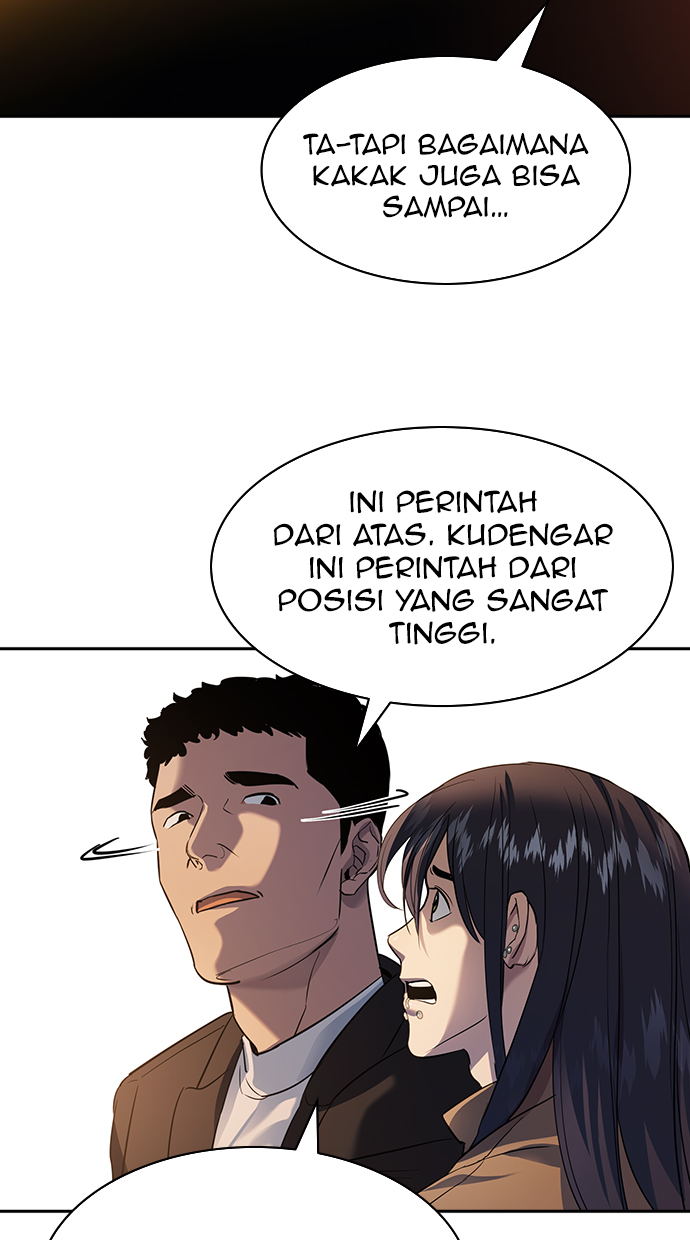 TA-TAPI BAGAIMANA
KAKAK JUGA BISA
SAMPAI...
INI PERINTAH
DARI ATAS. KUDENGAR
INI PERINTAH DARI
POSISI YANG SANGAT
TINGGI.